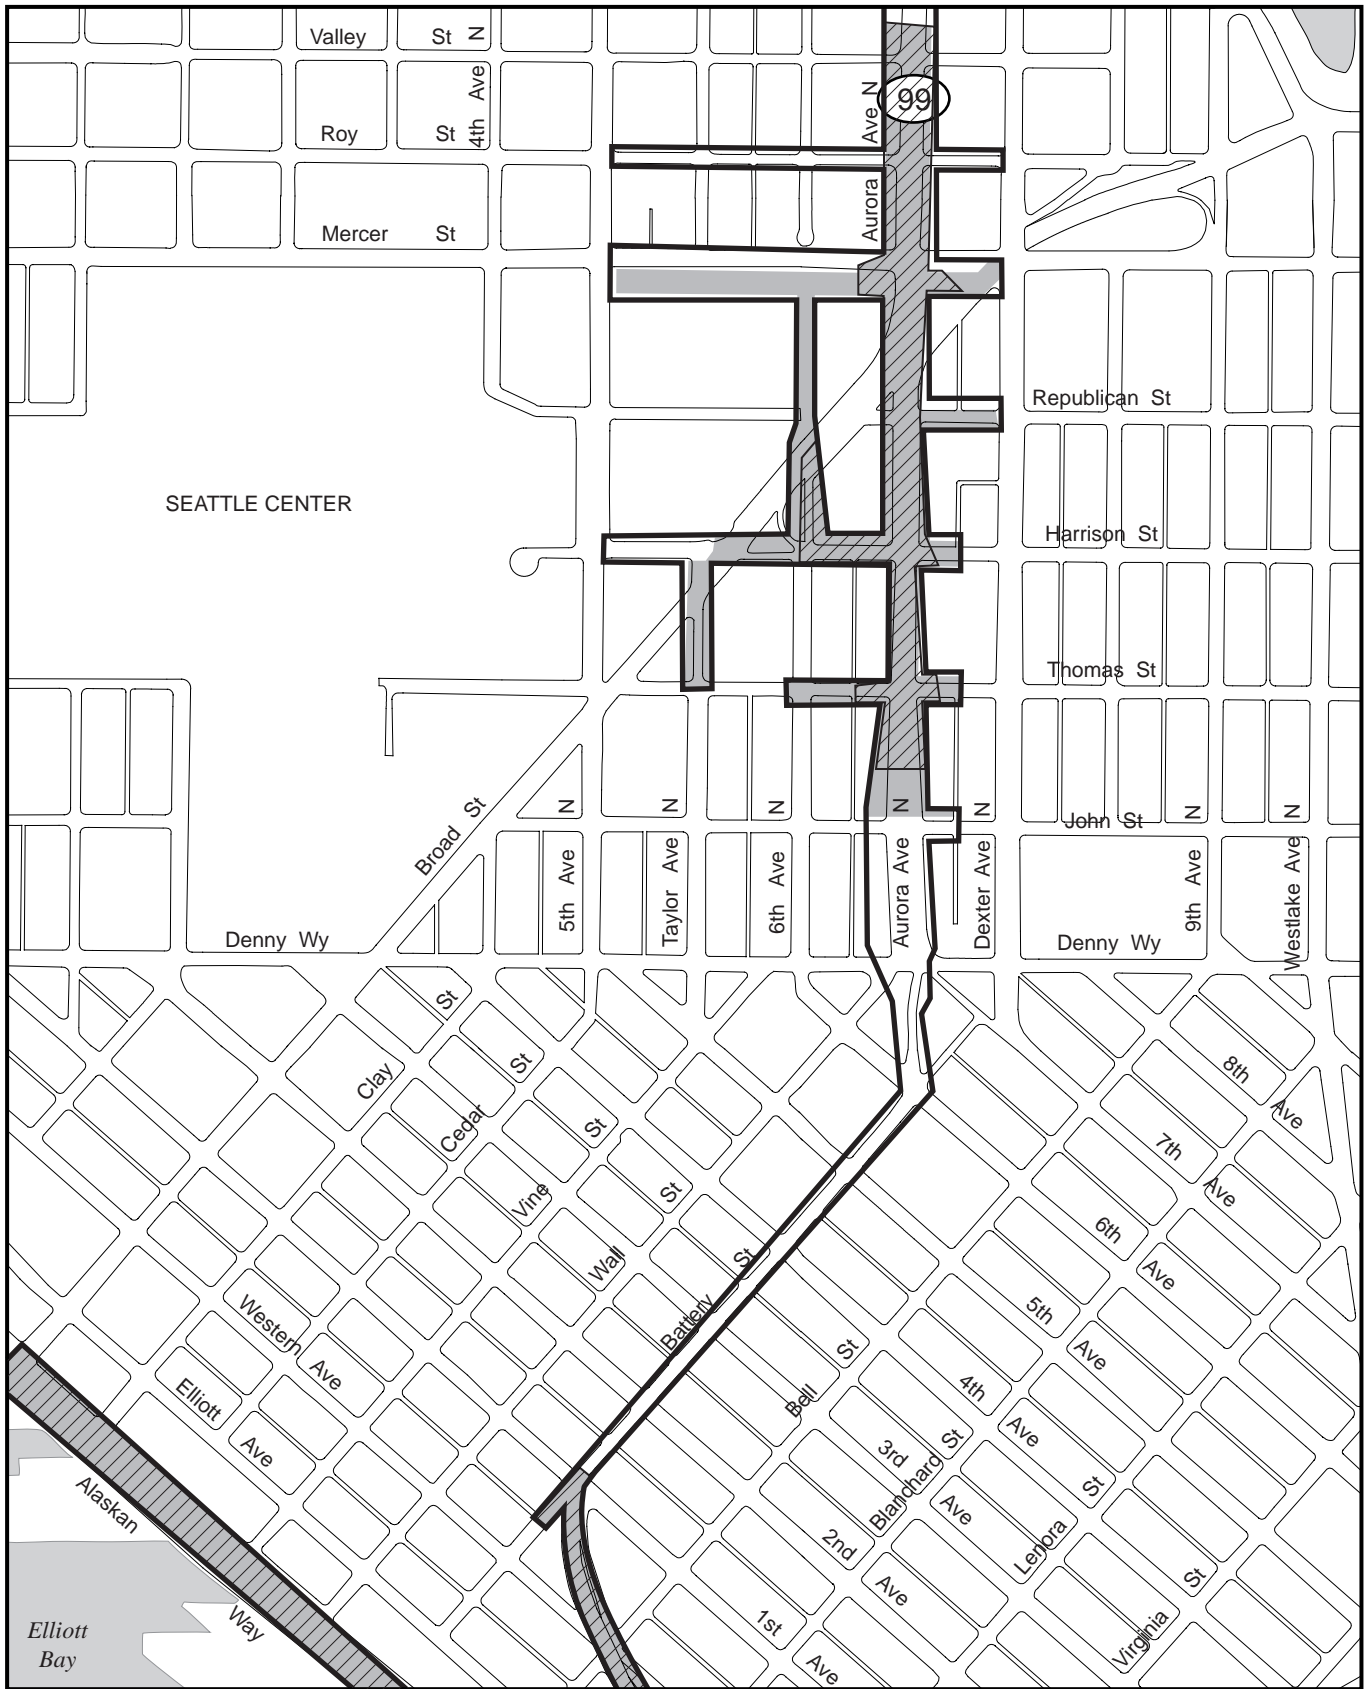 Valley St
4th Ave N
Roy St
Mercer St
Aurora Ave N
99
Republican St
SEATTLE CENTER
Harrison St
Thomas St
Broad St
5th Ave N
Taylor Ave N
6th Ave N
Aurora Ave N
Dexter Ave N
John St
9th Ave N
Westlake Ave N
Denny Wy
Denny Wy
Clay St
Cedar St
Vine St
Wall St
Battery St
Bell St
Blanchard St
Lenora St
Virginia St
8th Ave
7th Ave
6th Ave
5th Ave
4th Ave
3rd Ave
2nd Ave
1st Ave
Western Ave
Elliott Ave
Alaskan Way
Elliott
Bay